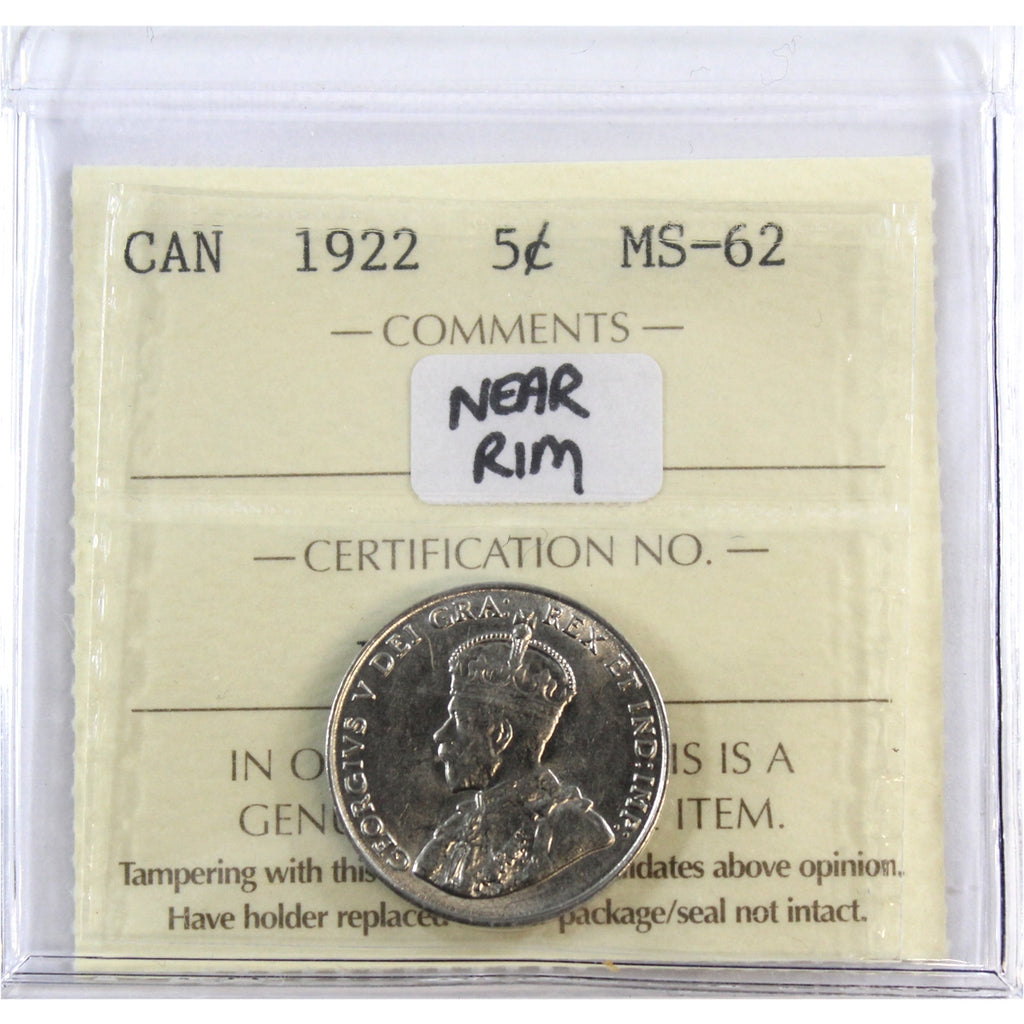 CAN 1922 5¢ MS-62
— COMMENTS —
NEAR
RIM
— CERTIFICATION NO. —
GEORGIVS V DEI GRA: REX ET IND:IMP:
IN O IS IS A
GENU ITEM.
Tampering with this idates above opinion.
Have holder replaced package/seal not intact.